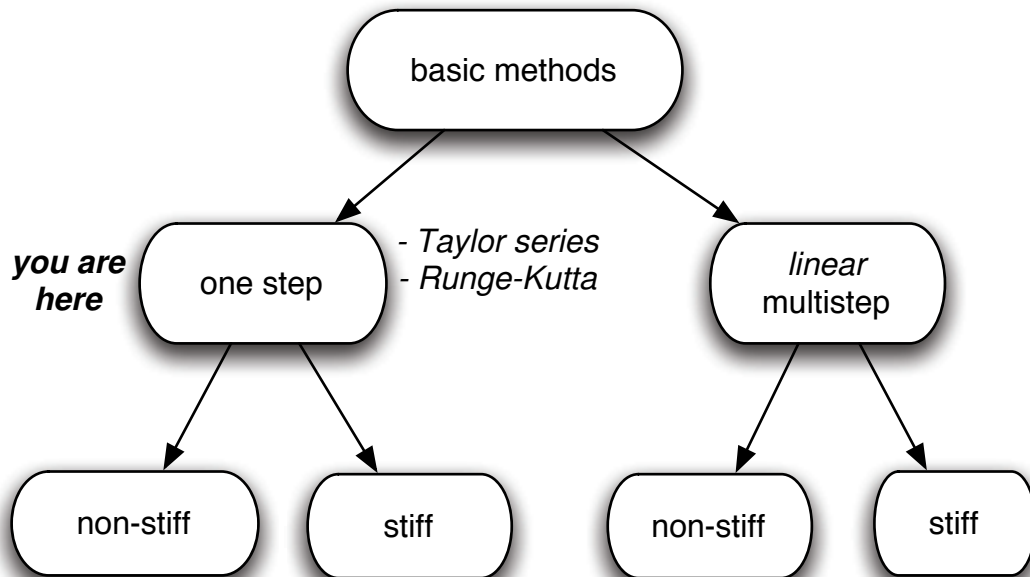 basic methods
you are
here
one step
- Taylor series
- Runge-Kutta
linear
multistep
non-stiff
stiff
non-stiff
stiff